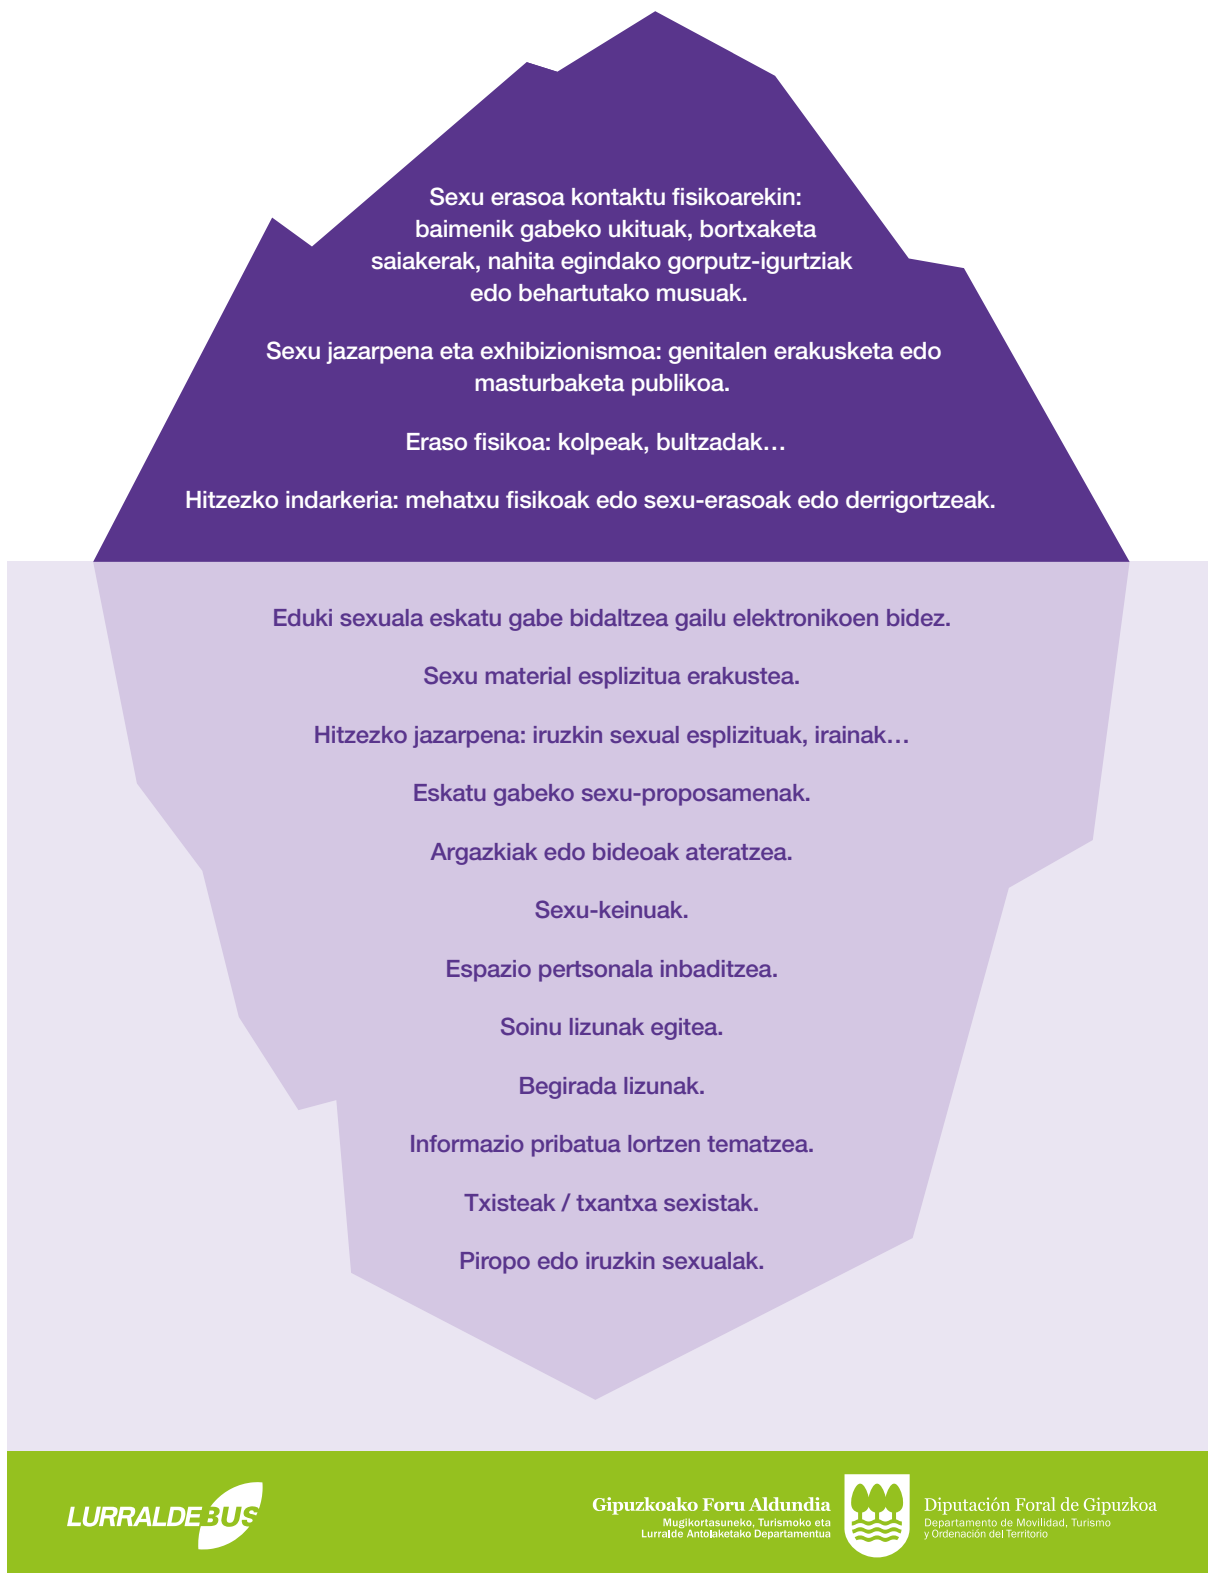 Sexu erasoa kontaktu fisikoarekin:
baimenik gabeko ukituak, bortxaketa
saiakerak, nahita egindako gorputz-igurtziak
edo behartutako musuak.
Sexu jazarpena eta exhibizionismoa: genitalen erakusketa edo
masturbaketa publikoa.
Eraso fisikoa: kolpeak, bultzadak…
Hitzezko indarkeria: mehatxu fisikoak edo sexu-erasoak edo derrigortzeak.
Eduki sexuala eskatu gabe bidaltzea gailu elektronikoen bidez.
Sexu material esplizitua erakustea.
Hitzezko jazarpena: iruzkin sexual esplizituak, irainak…
Eskatu gabeko sexu-proposamenak.
Argazkiak edo bideoak ateratzea.
Sexu-keinuak.
Espazio pertsonala inbaditzea.
Soinu lizunak egitea.
Begirada lizunak.
Informazio pribatua lortzen tematzea.
Txisteak / txantxa sexistak.
Piropo edo iruzkin sexualak.
LURRALDEBUS
Gipuzkoako Foru Aldundia
Mugikortasuneko, Turismoko eta
Lurralde Antolaketako Departamentua
Diputación Foral de Gipuzkoa
Departamento de Movilidad, Turismo
y Ordenación del Territorio